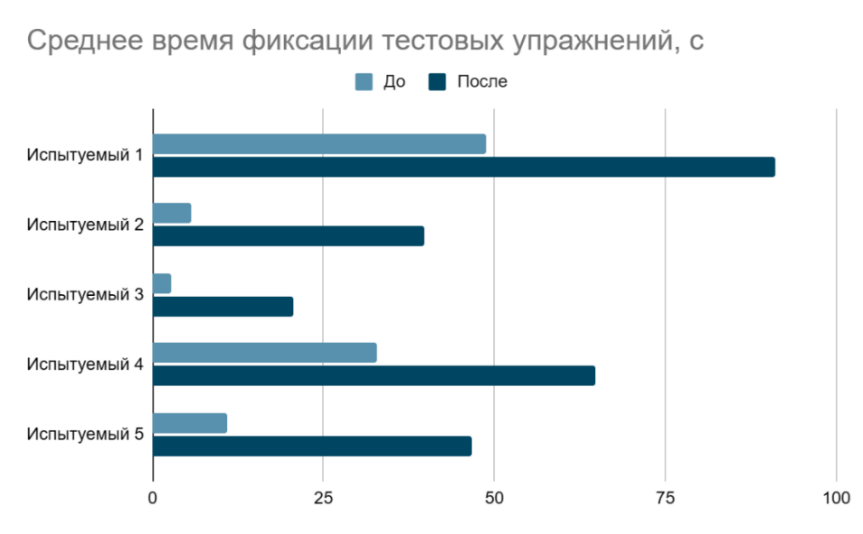 Среднее время фиксации тестовых упражнений, с
До После
Испытуемый 1
Испытуемый 2
Испытуемый 3
Испытуемый 4
Испытуемый 5
0 25 50 75 100